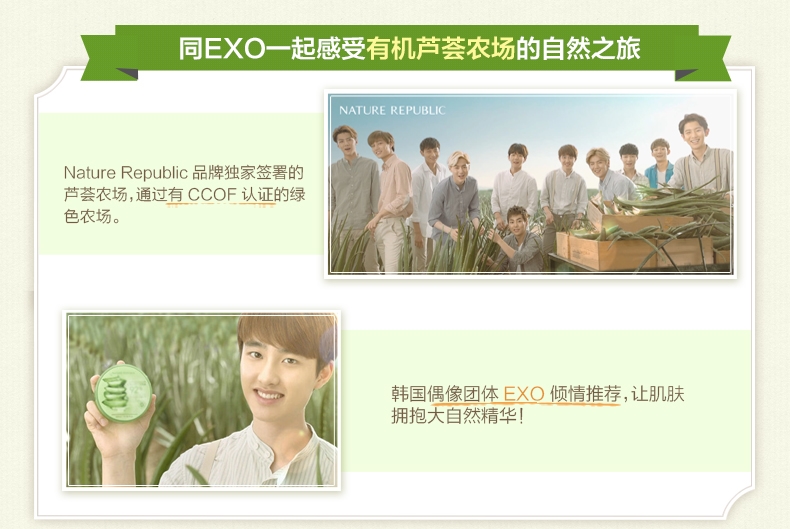 同EXO一起感受有机芦荟农场的自然之旅
NATURE REPUBLIC
Nature Republic 品牌独家签署的
芦荟农场,通过有 CCOF 认证的绿
色农场。
韩国偶像团体 EXO 倾情推荐,让肌肤
拥抱大自然精华!